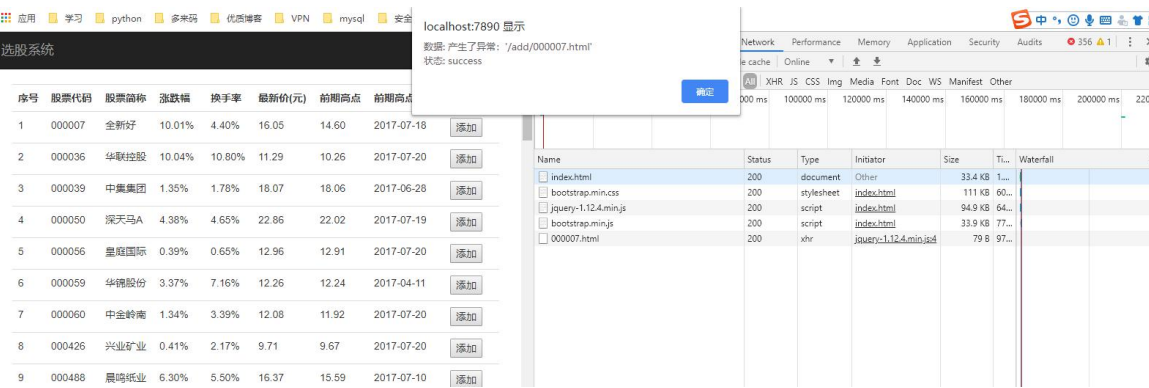 应用 学习 python 多来码 优质博客 VPN mysql 安全
中
选股系统
localhost:7890 显示
数据: 产生了异常：'/add/000007.html'
状态: success
确定
Network Performance Memory Application Security Audits 356 1
e cache Online
All XHR JS CSS Img Media Font Doc WS Manifest Other
000 ms 100000 ms 120000 ms 140000 ms 160000 ms 180000 ms 200000 ms 220
序号 股票代码 股票简称 涨跌幅 换手率 最新价(元) 前期高点 前期高点
1 000007 全新好 10.01% 4.40% 16.05 14.60 2017-07-18 添加
2 000036 华联控股 10.04% 10.80% 11.29 10.26 2017-07-20 添加
3 000039 中集集团 1.35% 1.78% 18.07 18.06 2017-06-28 添加
4 000050 深天马A 4.38% 4.65% 22.86 22.02 2017-07-19 添加
5 000056 皇庭国际 0.39% 0.65% 12.96 12.91 2017-07-20 添加
6 000059 华锦股份 3.37% 7.16% 12.26 12.24 2017-04-11 添加
7 000060 中金岭南 1.34% 3.39% 12.08 11.92 2017-07-20 添加
8 000426 兴业矿业 0.41% 2.17% 9.71 9.67 2017-07-20 添加
9 000488 晨鸣纸业 6.30% 5.50% 16.37 15.59 2017-07-10 添加
Name Status Type Initiator Size Ti... Waterfall
index.html 200 document Other 33.4 KB 1...
bootstrap.min.css 200 stylesheet index.html 111 KB 60...
jquery-1.12.4.min.js 200 script index.html 94.9 KB 64...
bootstrap.min.js 200 script index.html 33.9 KB 77...
000007.html 200 xhr jquery-1.12.4.min.js:4 79 B 97...